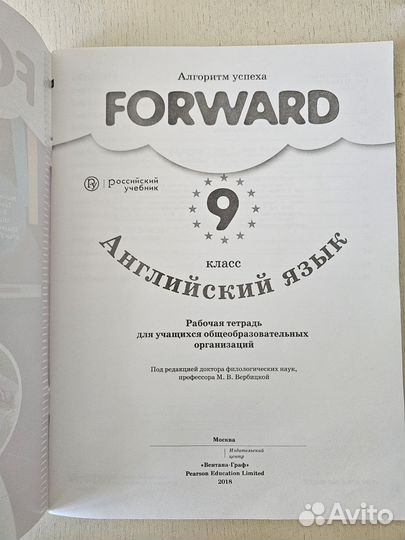 Алгоритм успеха
FORWARD
российский
учебник
9
класс
Английский язык
Рабочая тетрадь
для учащихся общеобразовательных
организаций
Под редакцией доктора филологических наук,
профессора М. В. Вербицкой
Москва
Издательский
центр
«Вентана-Граф»
Pearson Education Limited
2018
Avito